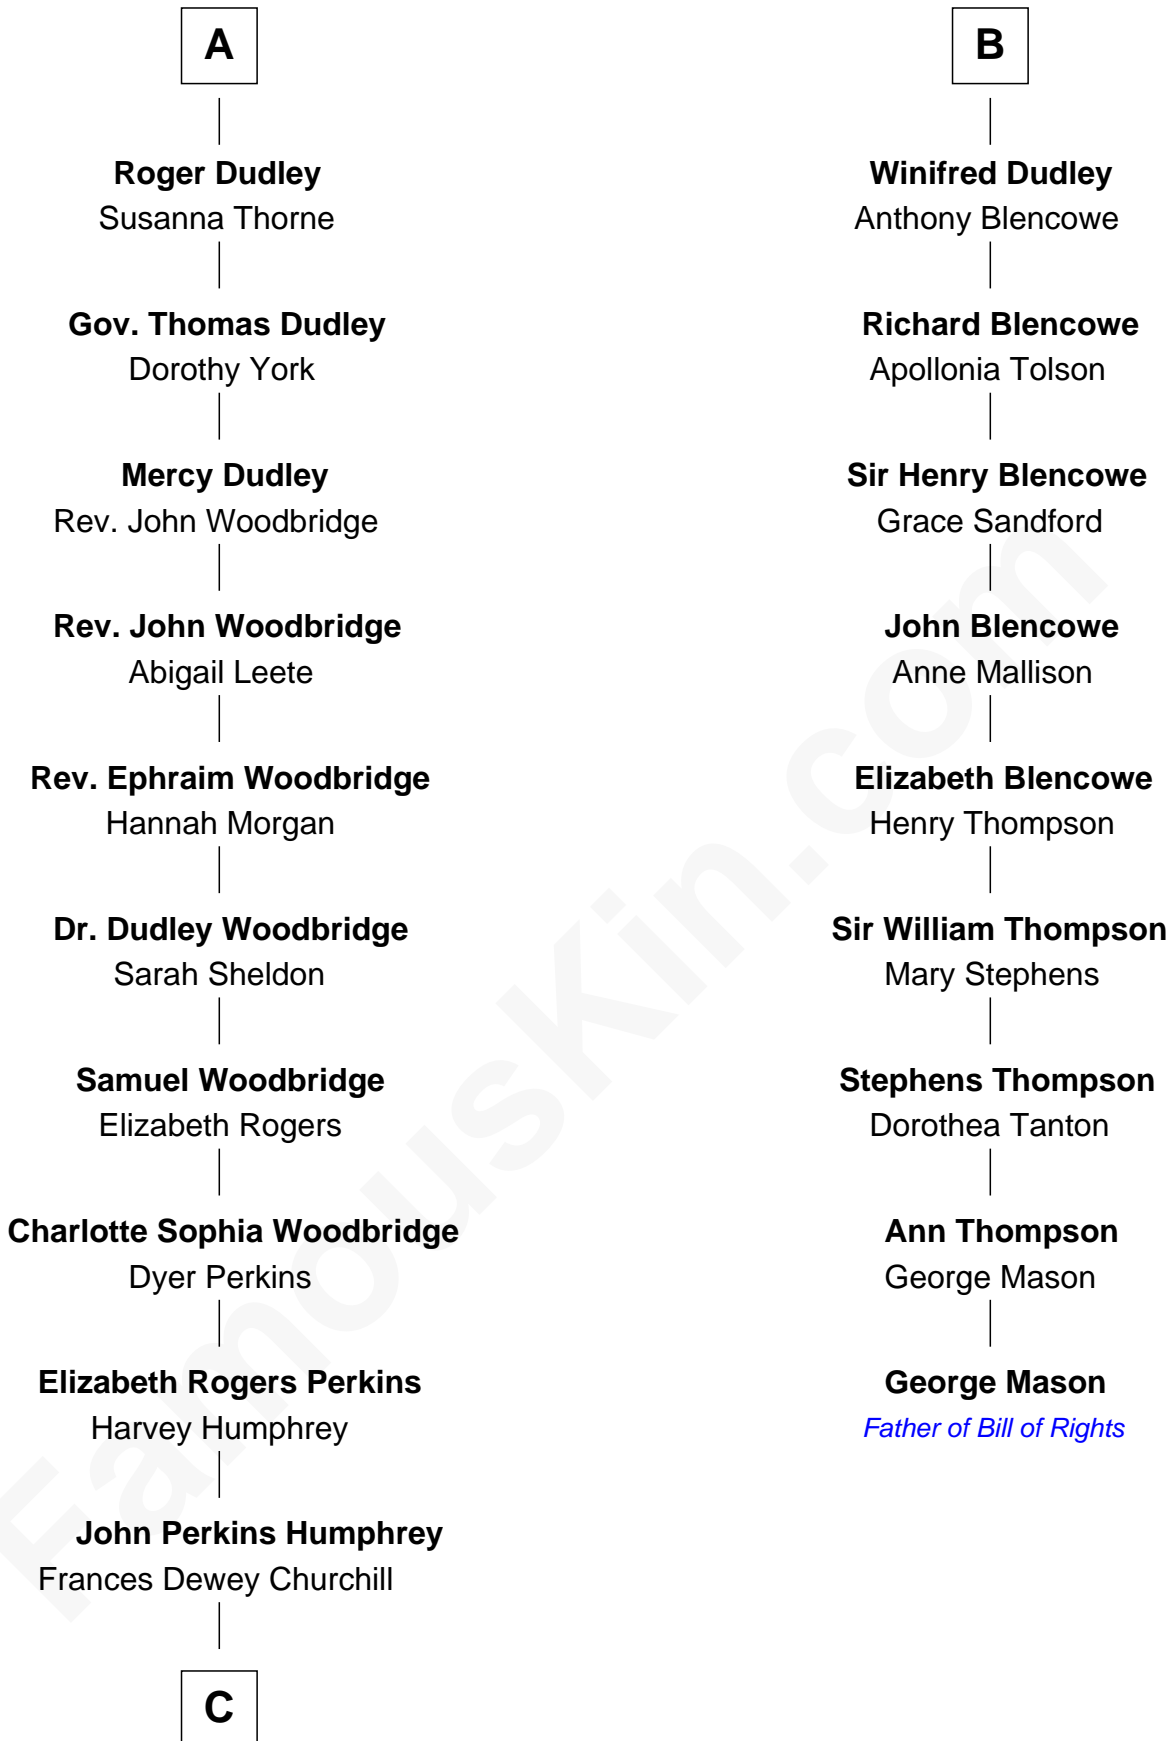 A
Roger Dudley
Susanna Thorne
Gov. Thomas Dudley
Dorothy York
Mercy Dudley
Rev. John Woodbridge
Rev. John Woodbridge
Abigail Leete
Rev. Ephraim Woodbridge
Hannah Morgan
Dr. Dudley Woodbridge
Sarah Sheldon
Samuel Woodbridge
Elizabeth Rogers
Charlotte Sophia Woodbridge
Dyer Perkins
Elizabeth Rogers Perkins
Harvey Humphrey
John Perkins Humphrey
Frances Dewey Churchill
C
B
Winifred Dudley
Anthony Blencowe
Richard Blencowe
Apollonia Tolson
Sir Henry Blencowe
Grace Sandford
John Blencowe
Anne Mallison
Elizabeth Blencowe
Henry Thompson
Sir William Thompson
Mary Stephens
Stephens Thompson
Dorothea Tanton
Ann Thompson
George Mason
George Mason
Father of Bill of Rights
FamousKin.com